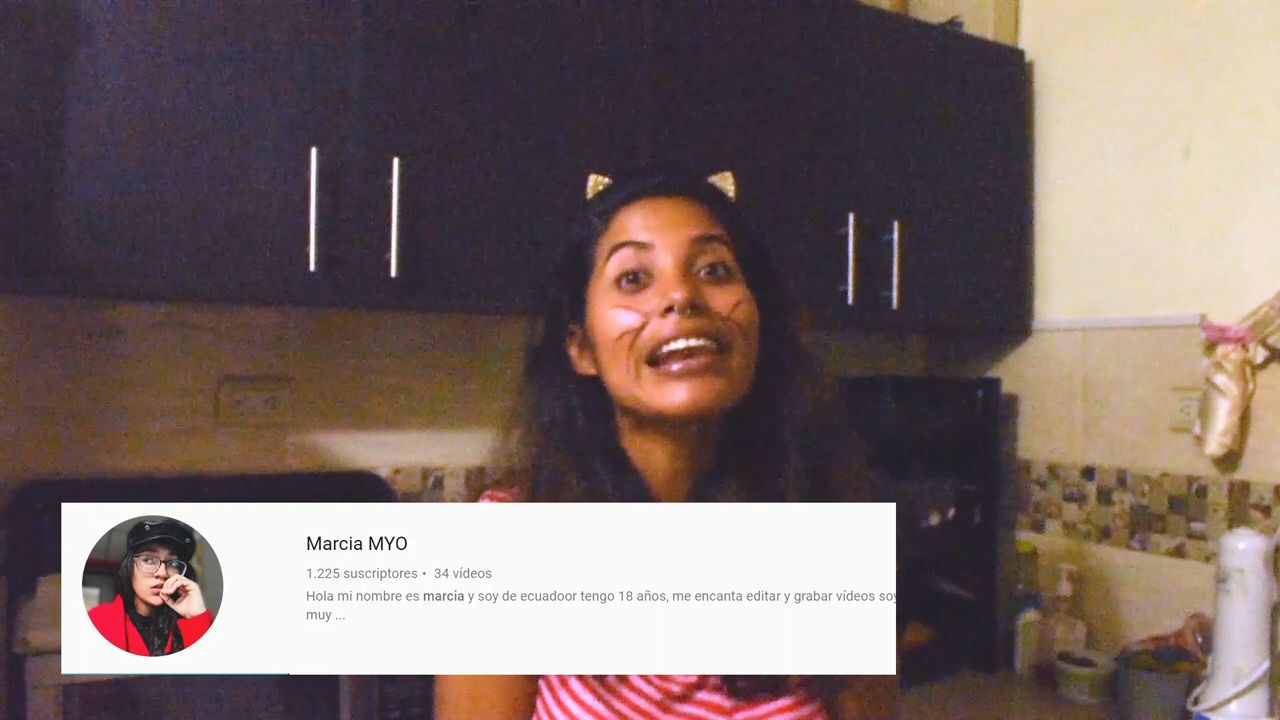 Marcia MYO
1.225 suscriptores • 34 vídeos
Hola mi nombre es marcia y soy de ecuadoor tengo 18 años, me encanta editar y grabar vídeos soy
muy ...